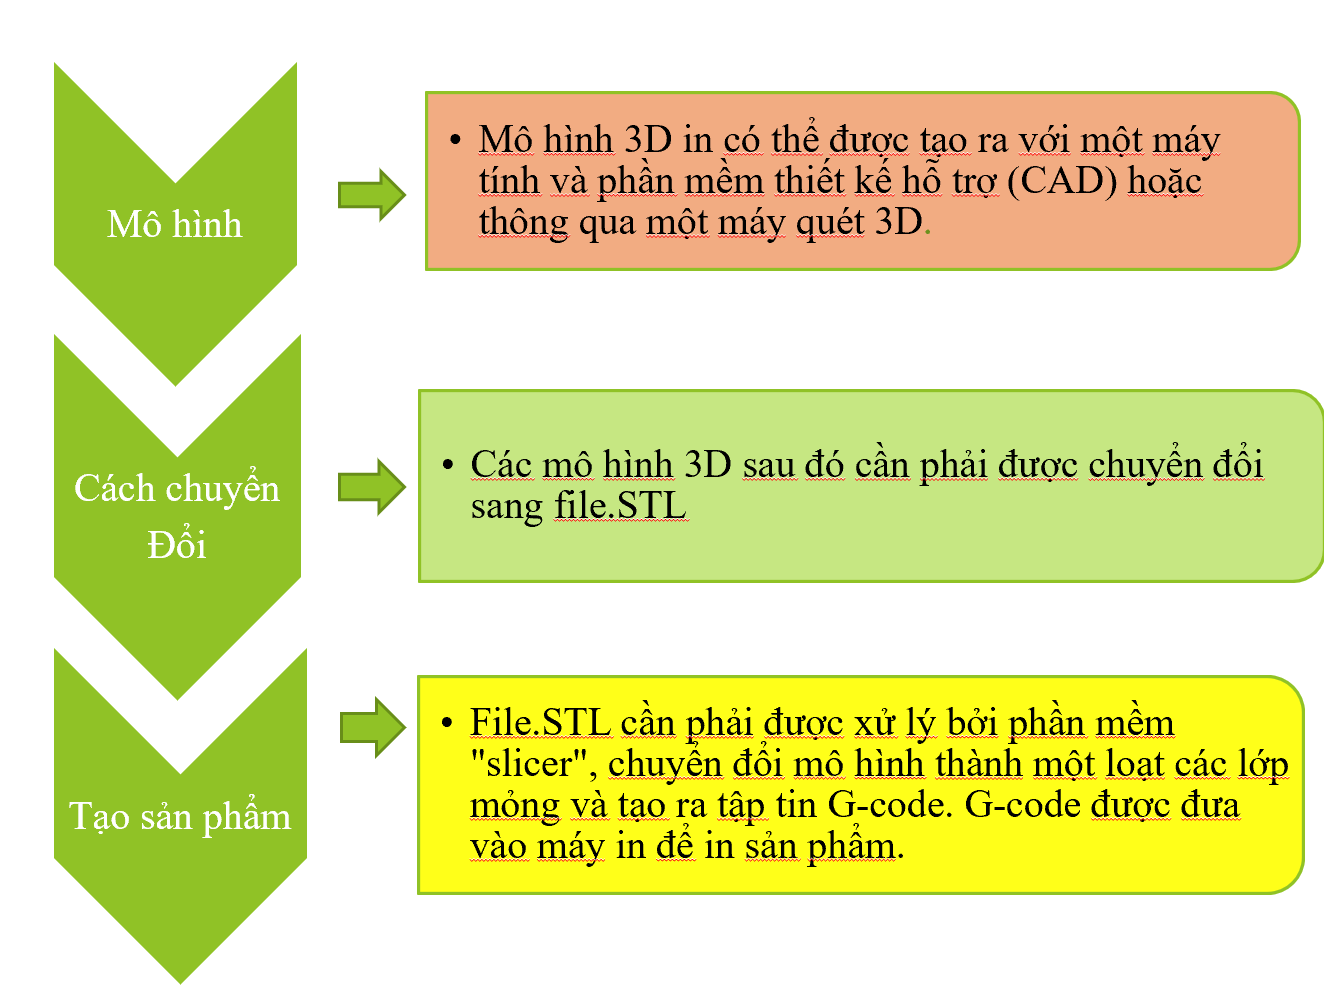 Mô hình
• Mô hình 3D in có thể được tạo ra với một máy
tính và phần mềm thiết kế hỗ trợ (CAD) hoặc
thông qua một máy quét 3D.
Cách chuyển
Đổi
• Các mô hình 3D sau đó cần phải được chuyển đổi
sang file.STL
Tạo sản phẩm
• File.STL cần phải được xử lý bởi phần mềm
"slicer", chuyển đổi mô hình thành một loạt các lớp
mỏng và tạo ra tập tin G-code. G-code được đưa
vào máy in để in sản phẩm.